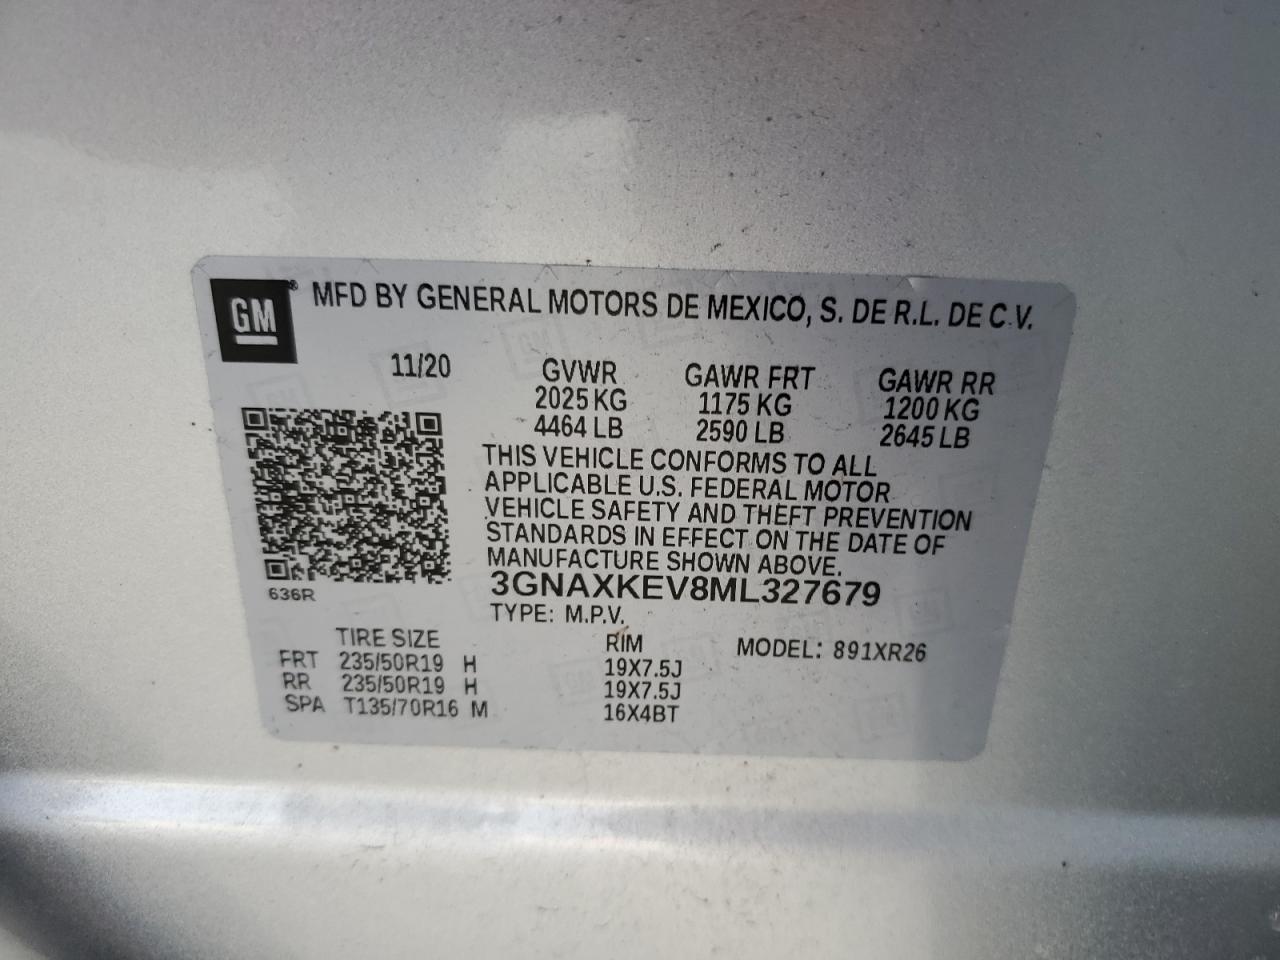 GM® MFD BY GENERAL MOTORS DE MEXICO, S. DE R.L. DE C.V.
11/20 GVWR GAWR FRT GAWR RR
2025 KG 1175 KG 1200 KG
4464 LB 2590 LB 2645 LB
THIS VEHICLE CONFORMS TO ALL
APPLICABLE U.S. FEDERAL MOTOR
VEHICLE SAFETY AND THEFT PREVENTION
STANDARDS IN EFFECT ON THE DATE OF
MANUFACTURE SHOWN ABOVE.
636R 3GNAXKEV8ML327679
TYPE: M.P.V.
TIRE SIZE RIM MODEL: 891XR26
FRT 235/50R19 H 19X7.5J
RR 235/50R19 H 19X7.5J
SPA T135/70R16 M 16X4BT